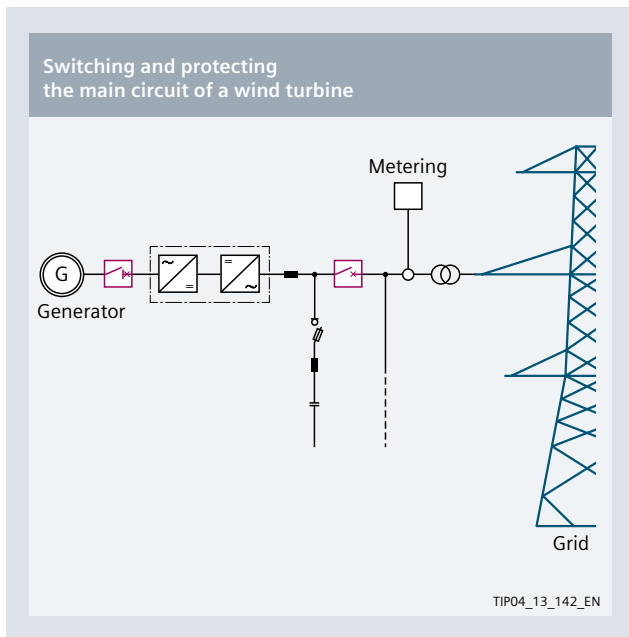 Switching and protecting
the main circuit of a wind turbine
Metering
G
Generator
Grid
TIP04_13_142_EN